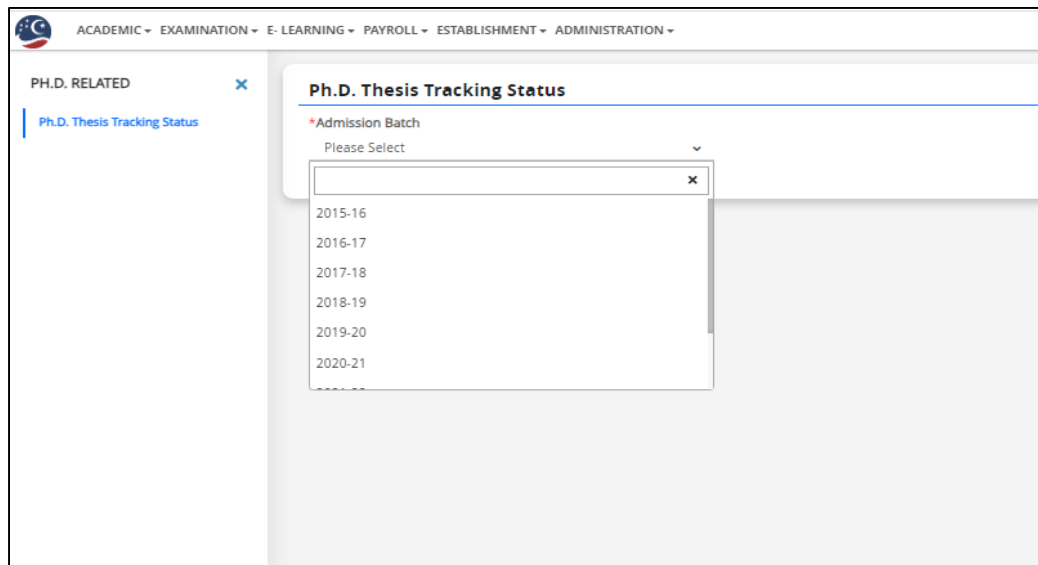 ACADEMIC EXAMINATION E- LEARNING PAYROLL ESTABLISHMENT ADMINISTRATION
PH.D. RELATED
Ph.D. Thesis Tracking Status
Ph.D. Thesis Tracking Status
*Admission Batch
Please Select
2015-16
2016-17
2017-18
2018-19
2019-20
2020-21